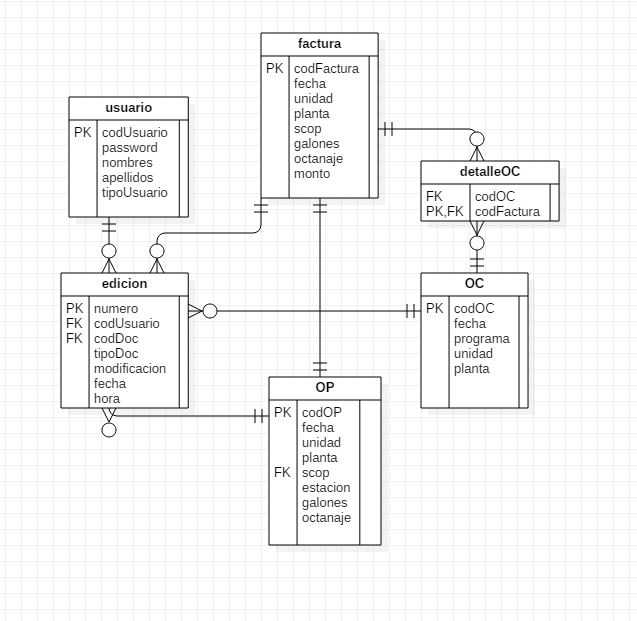 factura
PK codFactura
fecha
unidad
planta
scop
galones
octanaje
monto
usuario
PK codUsuario
password
nombres
apellidos
tipoUsuario
detalleOC
FK codOC
PK,FK codFactura
edicion
PK numero
FK codUsuario
FK codDoc
tipoDoc
modificacion
fecha
hora
OC
PK codOC
fecha
programa
unidad
planta
OP
PK codOP
fecha
unidad
planta
FK scop
estacion
galones
octanaje